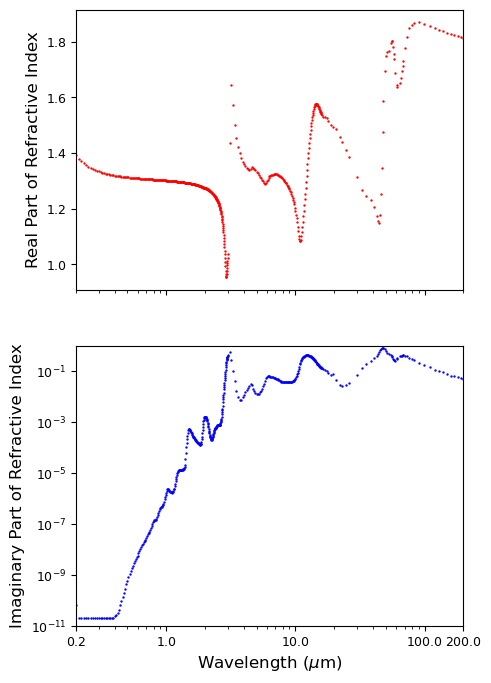 Real Part of Refractive Index
1.8
1.6
1.4
1.2
1.0
Imaginary Part of Refractive Index
10⁻¹
10⁻³
10⁻⁵
10⁻⁷
10⁻⁹
10⁻¹¹
0.2 1.0 10.0 100.0 200.0
Wavelength (μm)